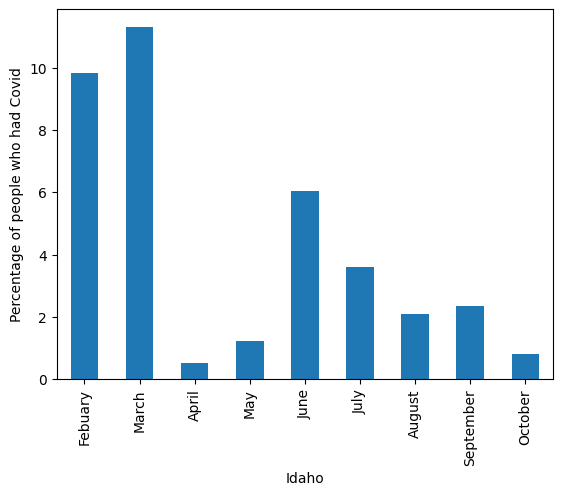 Percentage of people who had Covid
10
8
6
4
2
0
Febuary
March
April
May
June
July
August
September
October
Idaho